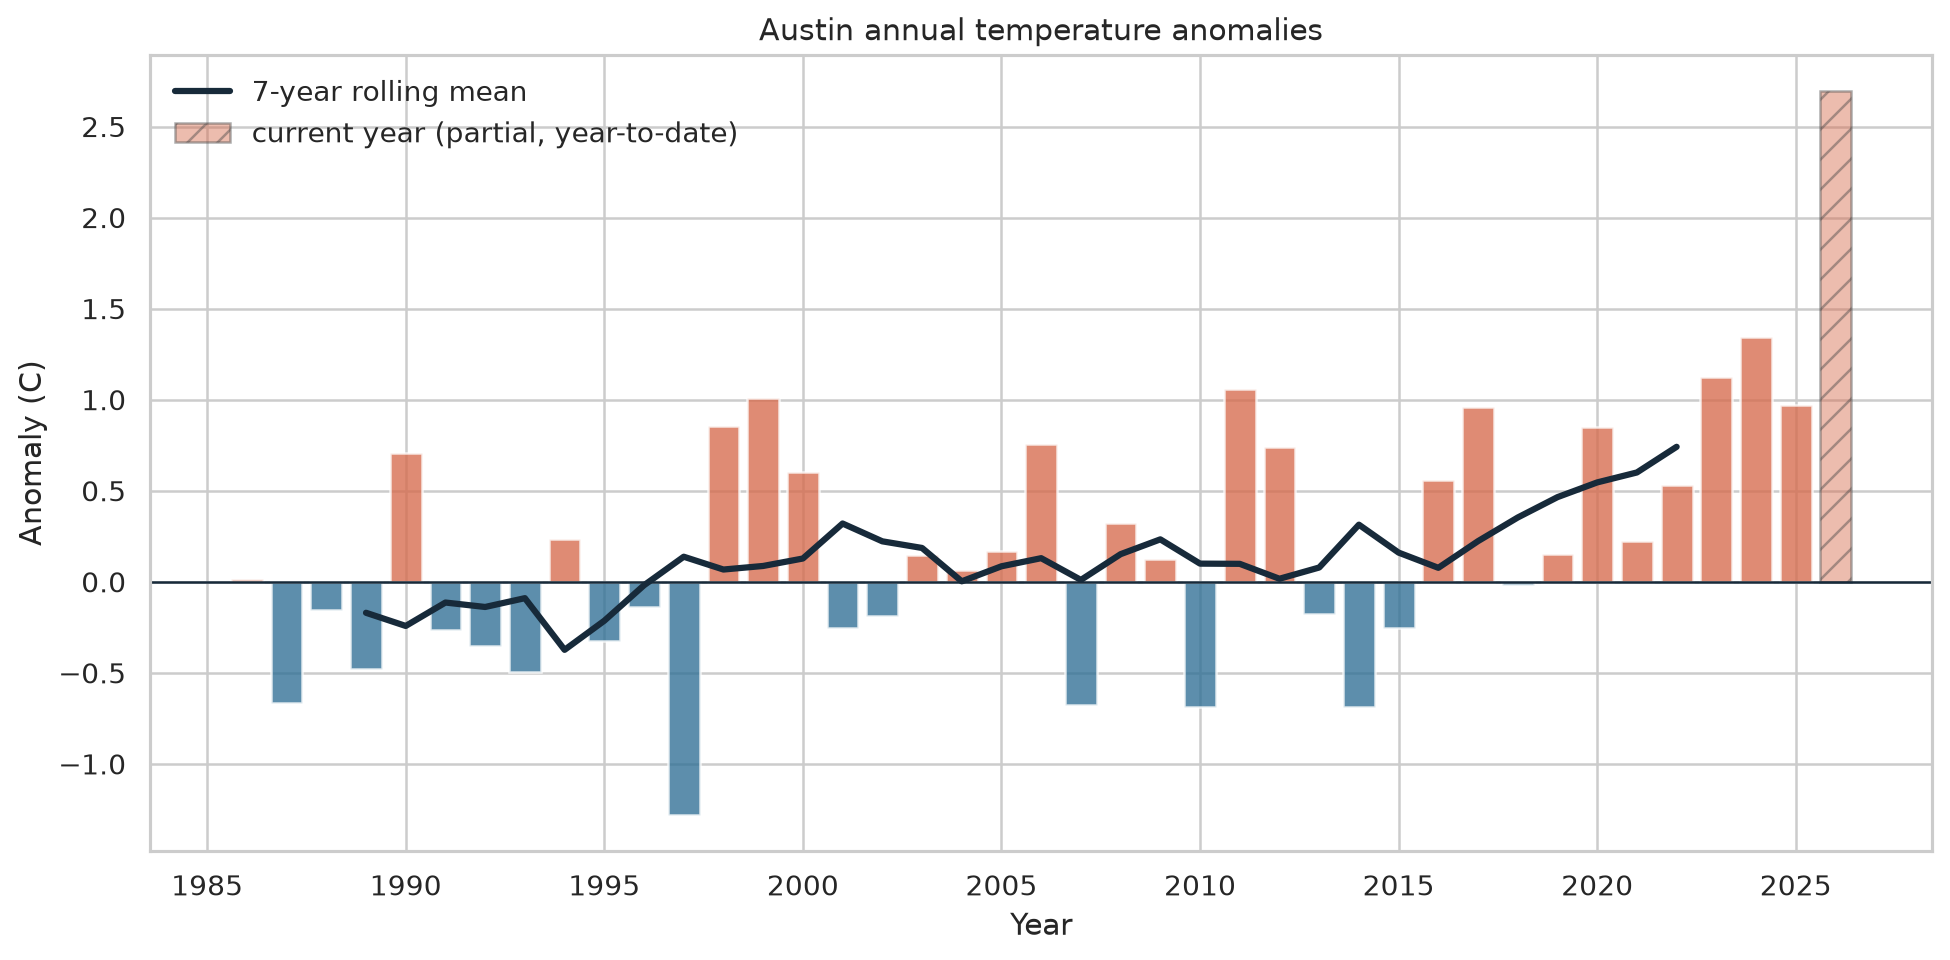 Austin annual temperature anomalies
7-year rolling mean
current year (partial, year-to-date)
Anomaly (C)
2.5
2.0
1.5
1.0
0.5
0.0
−0.5
−1.0
1985 1990 1995 2000 2005 2010 2015 2020 2025
Year